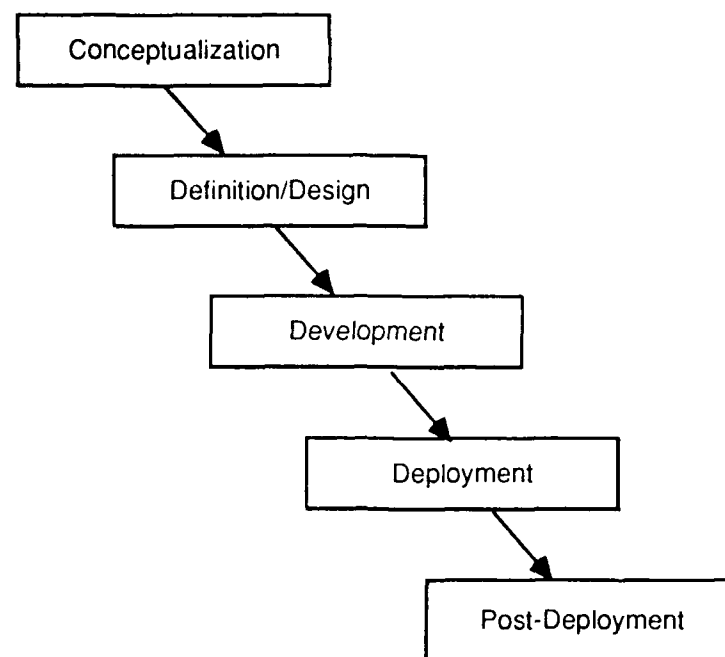 Conceptualization
Definition/Design
Development
Deployment
Post-Deployment